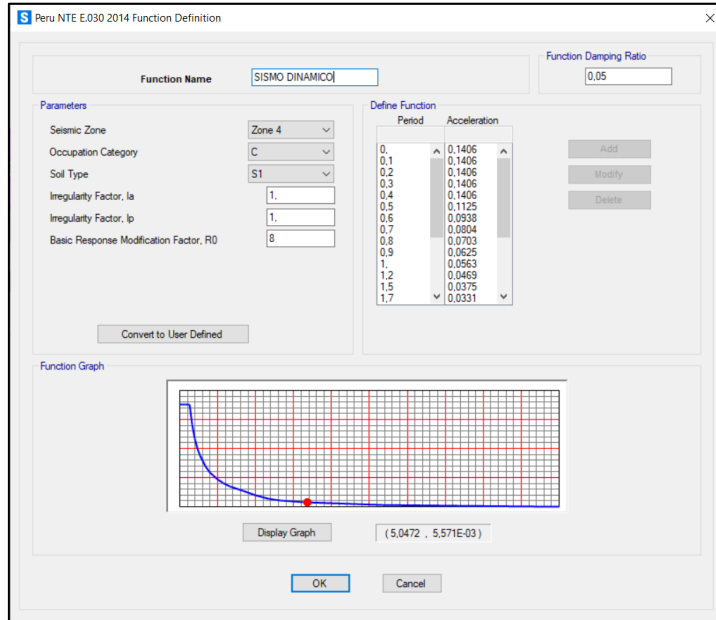 S Peru NTE E.030 2014 Function Definition
Function Name SISMO DINAMICO
Function Damping Ratio
0,05
Parameters
Seismic Zone Zone 4
Occupation Category C
Soil Type S1
Irregularity Factor, Ia 1,
Irregularity Factor, Ip 1,
Basic Response Modification Factor, R0 8
Convert to User Defined
Define Function
Period Acceleration
0, 0,1406
0,1 0,1406
0,2 0,1406
0,3 0,1406
0,4 0,1406
0,5 0,1125
0,6 0,0938
0,7 0,0804
0,8 0,0703
0,9 0,0625
1, 0,0563
1,2 0,0469
1,5 0,0375
1,7 0,0331
Add
Modify
Delete
Function Graph
Display Graph (5,0472 , 5,571E-03)
OK Cancel